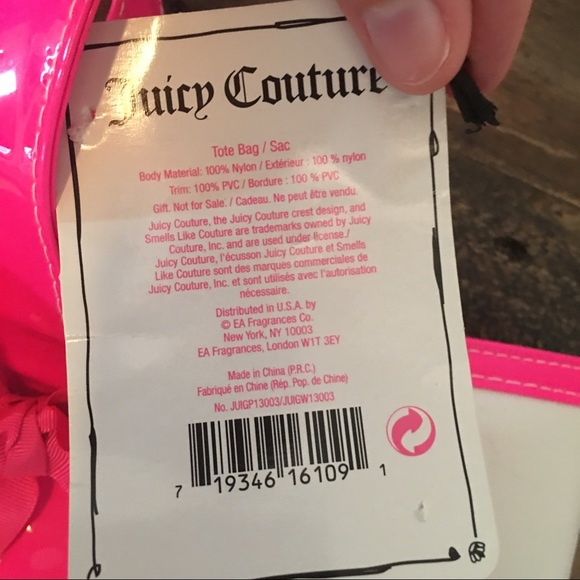 Juicy Couture
Tote Bag / Sac
Body Material: 100% Nylon / Extérieur : 100 % nylon
Trim: 100% PVC / Bordure : 100 % PVC
Gift. Not for Sale. / Cadeau. Ne peut être vendu.
Juicy Couture, the Juicy Couture crest design, and
Smells Like Couture are trademarks owned by Juicy
Couture, Inc. and are used under license./
Juicy Couture, l'écusson Juicy Couture et Smells
Like Couture sont des marques commerciales de
Juicy Couture, Inc. et sont utilisés avec l'autorisation
nécessaire.
Distributed in U.S.A. by
© EA Fragrances Co.
New York, NY 10003
EA Fragrances, London W1T 3EY
Made in China (P.R.C.)
Fabriqué en Chine (Rép. Pop. de Chine)
No. JUIGP13003/JUIGW13003
7 19346 16109 1